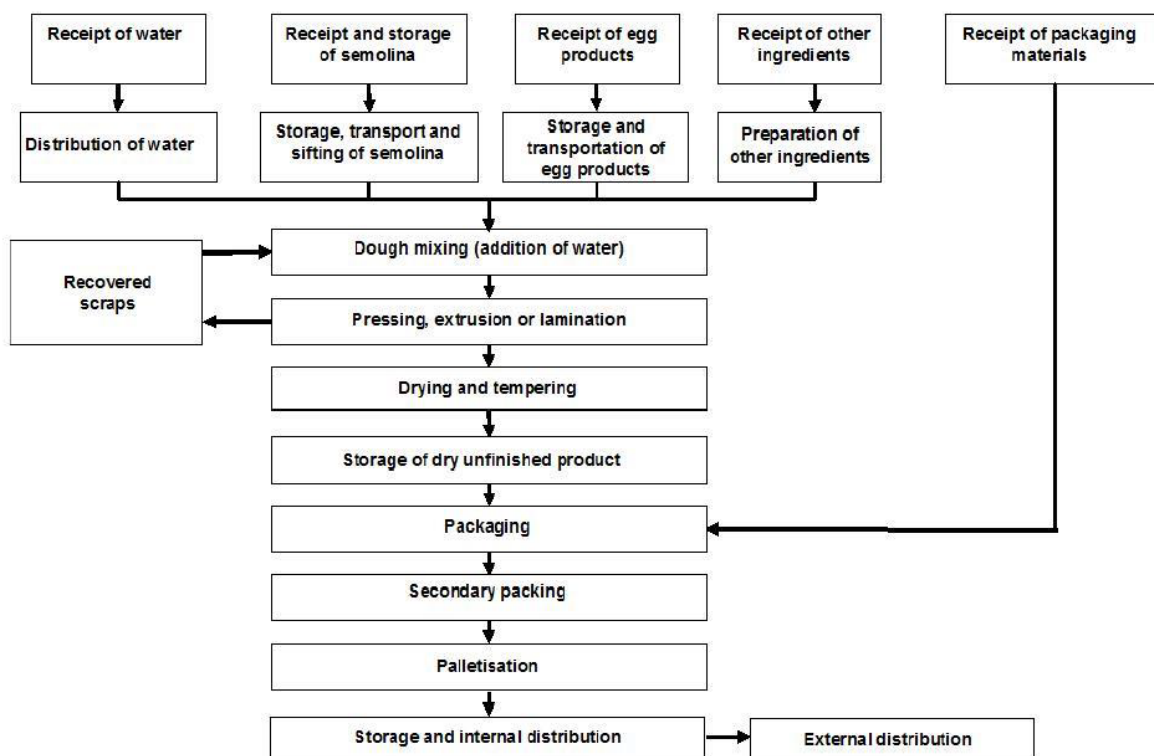 Receipt of water
Receipt and storage
of semolina
Receipt of egg
products
Receipt of other
ingredients
Receipt of packaging
materials
Distribution of water
Storage, transport and
sifting of semolina
Storage and
transportation of
egg products
Preparation of
other ingredients
Dough mixing (addition of water)
Recovered
scraps
Pressing, extrusion or lamination
Drying and tempering
Storage of dry unfinished product
Packaging
Secondary packing
Palletisation
Storage and internal distribution
External distribution